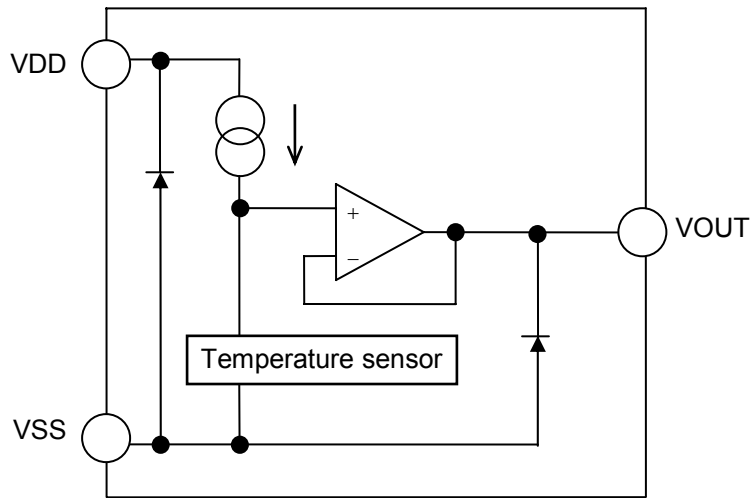 VDD
+
−
VOUT
Temperature sensor
VSS